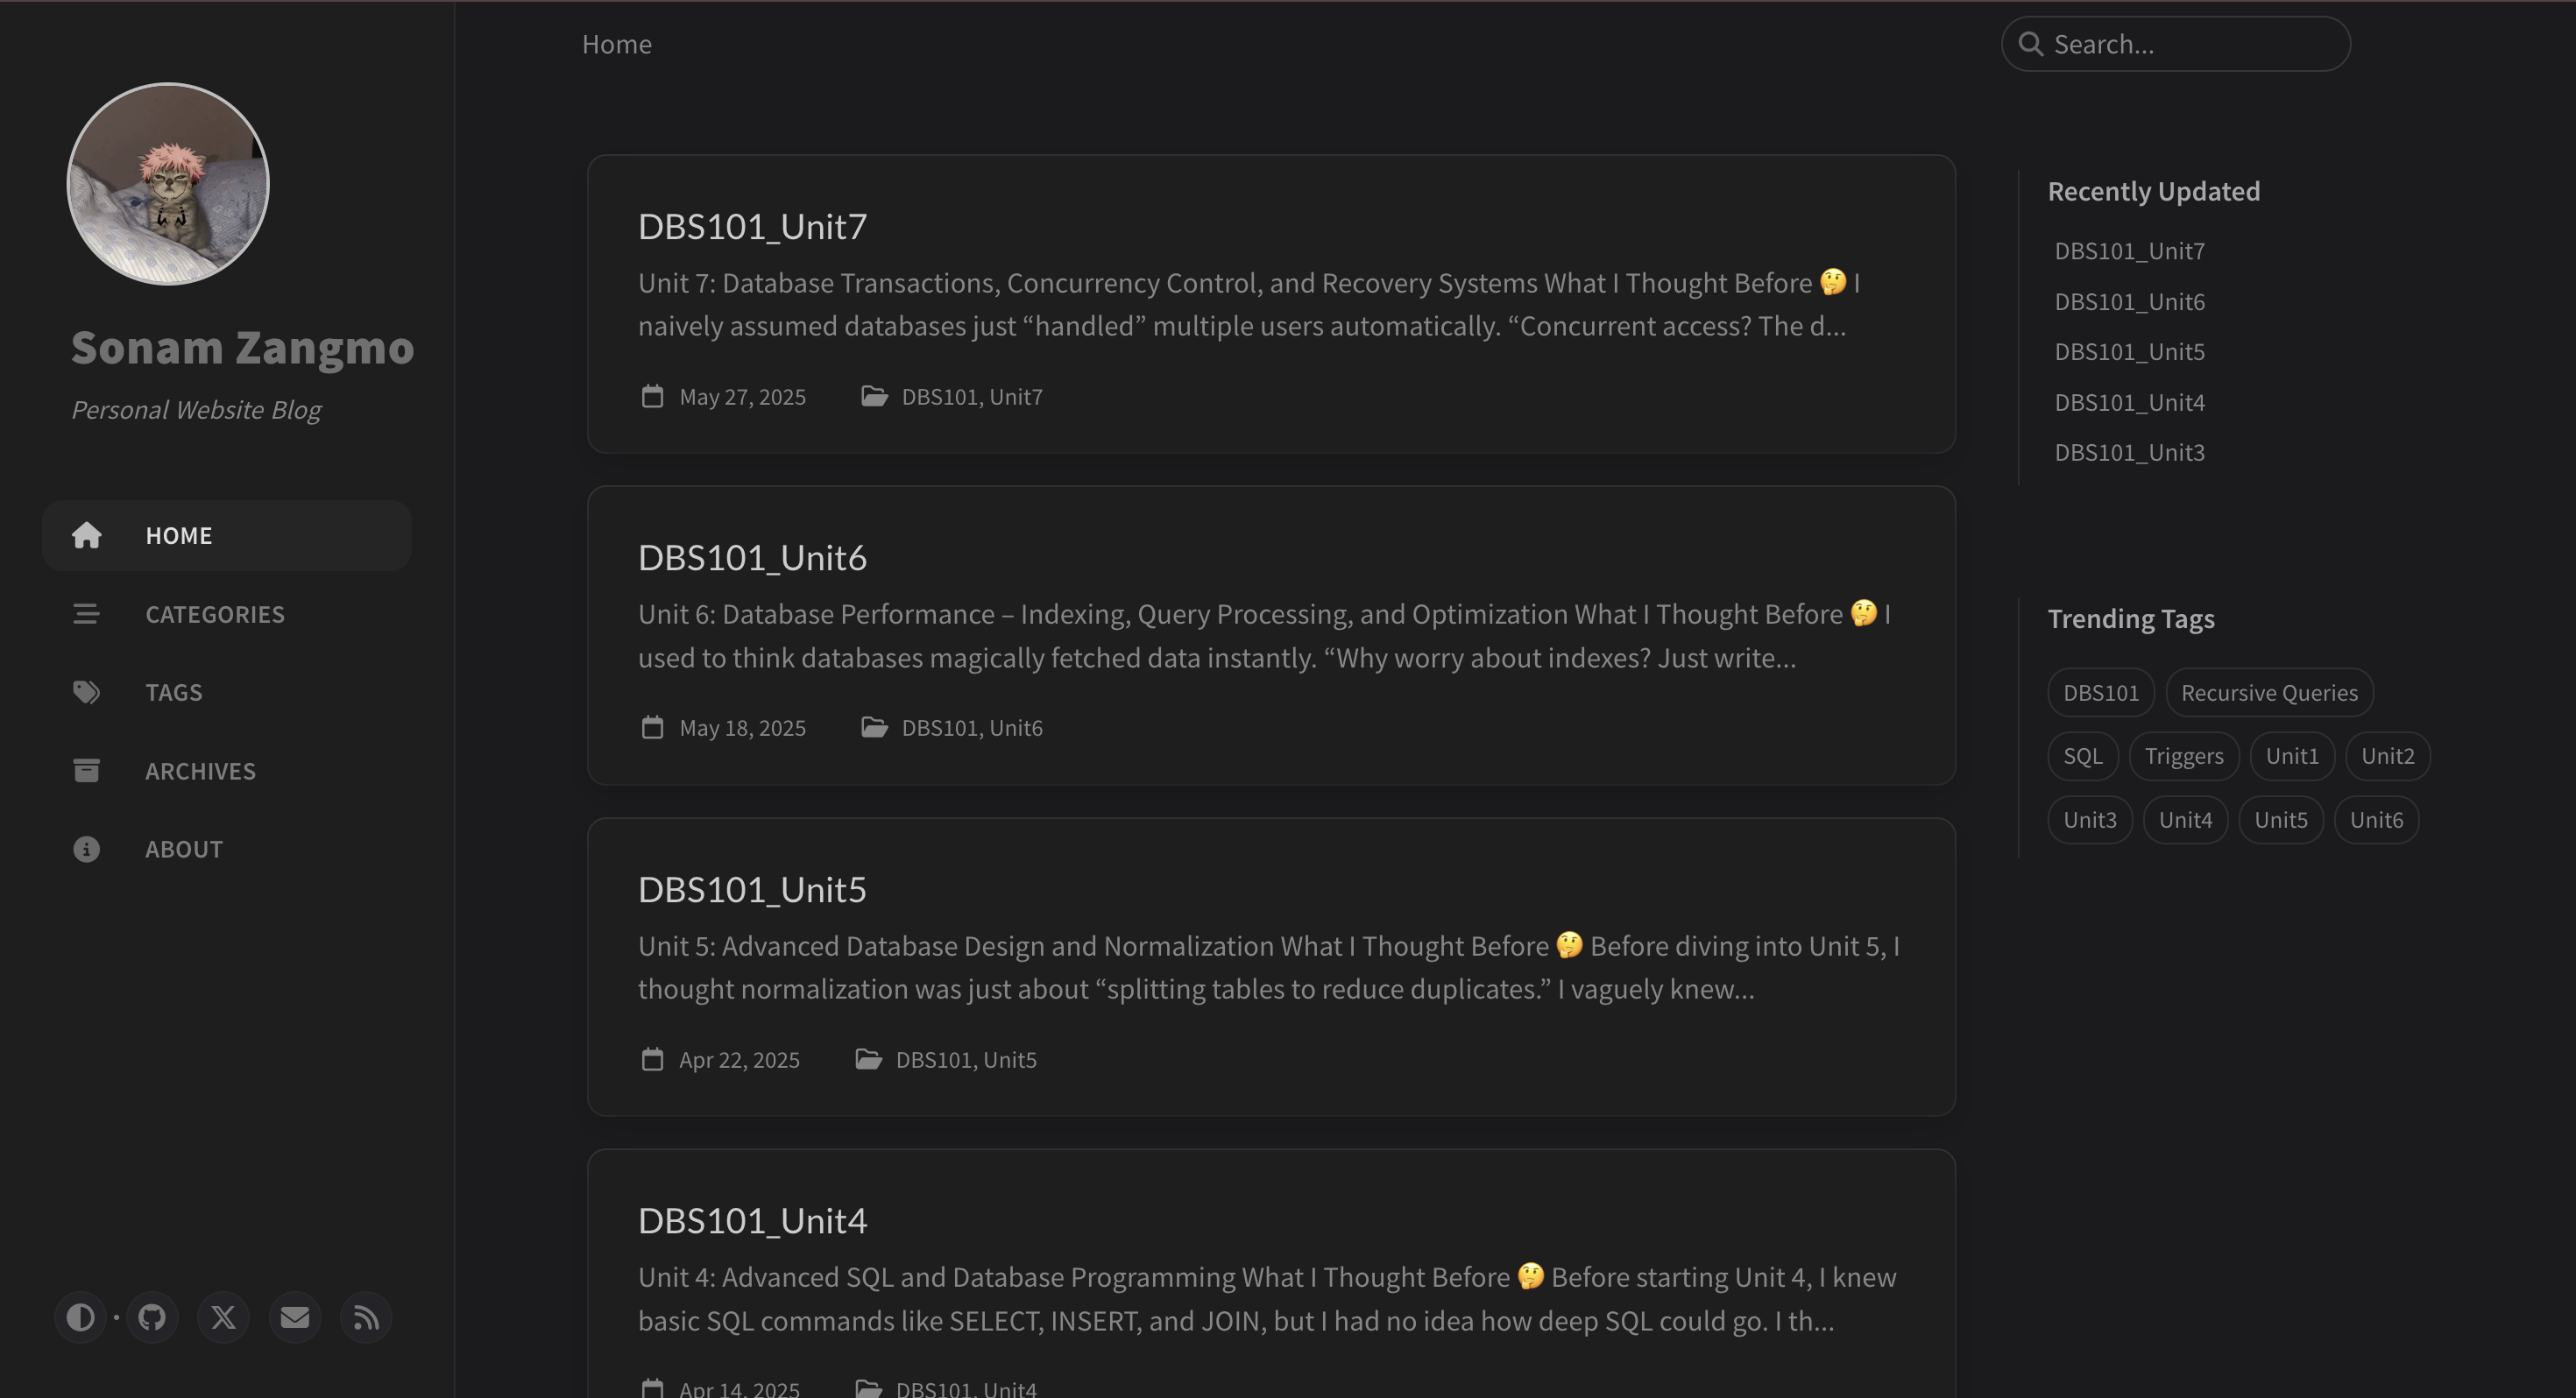 Sonam Zangmo
Personal Website Blog
HOME
CATEGORIES
TAGS
ARCHIVES
ABOUT
Home
Search...
DBS101_Unit7
Unit 7: Database Transactions, Concurrency Control, and Recovery Systems What I Thought Before 🤔 I
naively assumed databases just “handled” multiple users automatically. “Concurrent access? The d...
May 27, 2025 DBS101, Unit7
DBS101_Unit6
Unit 6: Database Performance – Indexing, Query Processing, and Optimization What I Thought Before 🤔 I
used to think databases magically fetched data instantly. “Why worry about indexes? Just write...
May 18, 2025 DBS101, Unit6
DBS101_Unit5
Unit 5: Advanced Database Design and Normalization What I Thought Before 🤔 Before diving into Unit 5, I
thought normalization was just about “splitting tables to reduce duplicates.” I vaguely knew...
Apr 22, 2025 DBS101, Unit5
DBS101_Unit4
Unit 4: Advanced SQL and Database Programming What I Thought Before 🤔 Before starting Unit 4, I knew
basic SQL commands like SELECT, INSERT, and JOIN, but I had no idea how deep SQL could go. I th...
Apr 14, 2025 DBS101, Unit4
Recently Updated
DBS101_Unit7
DBS101_Unit6
DBS101_Unit5
DBS101_Unit4
DBS101_Unit3
Trending Tags
DBS101 Recursive Queries
SQL Triggers Unit1 Unit2
Unit3 Unit4 Unit5 Unit6